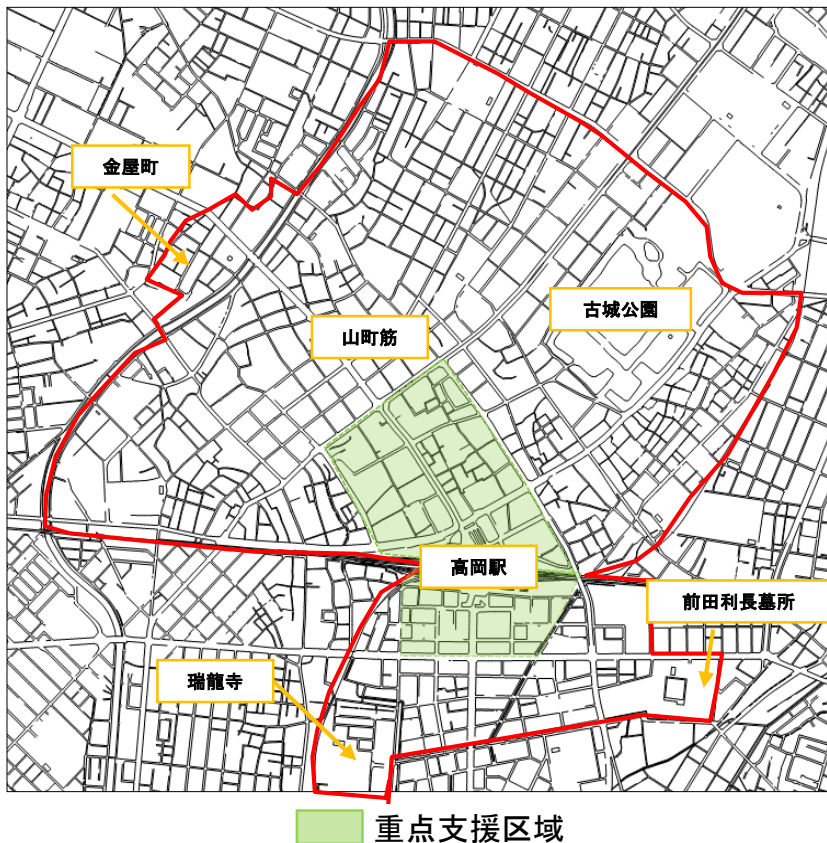 金屋町
古城公園
山町筋
高岡駅
前田利長墓所
瑞龍寺
重点支援区域